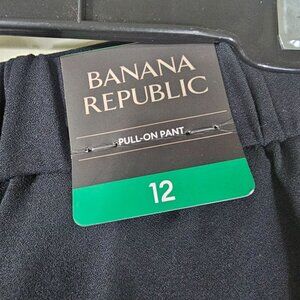 BANANA
REPUBLIC
PULL-ON PANT
12